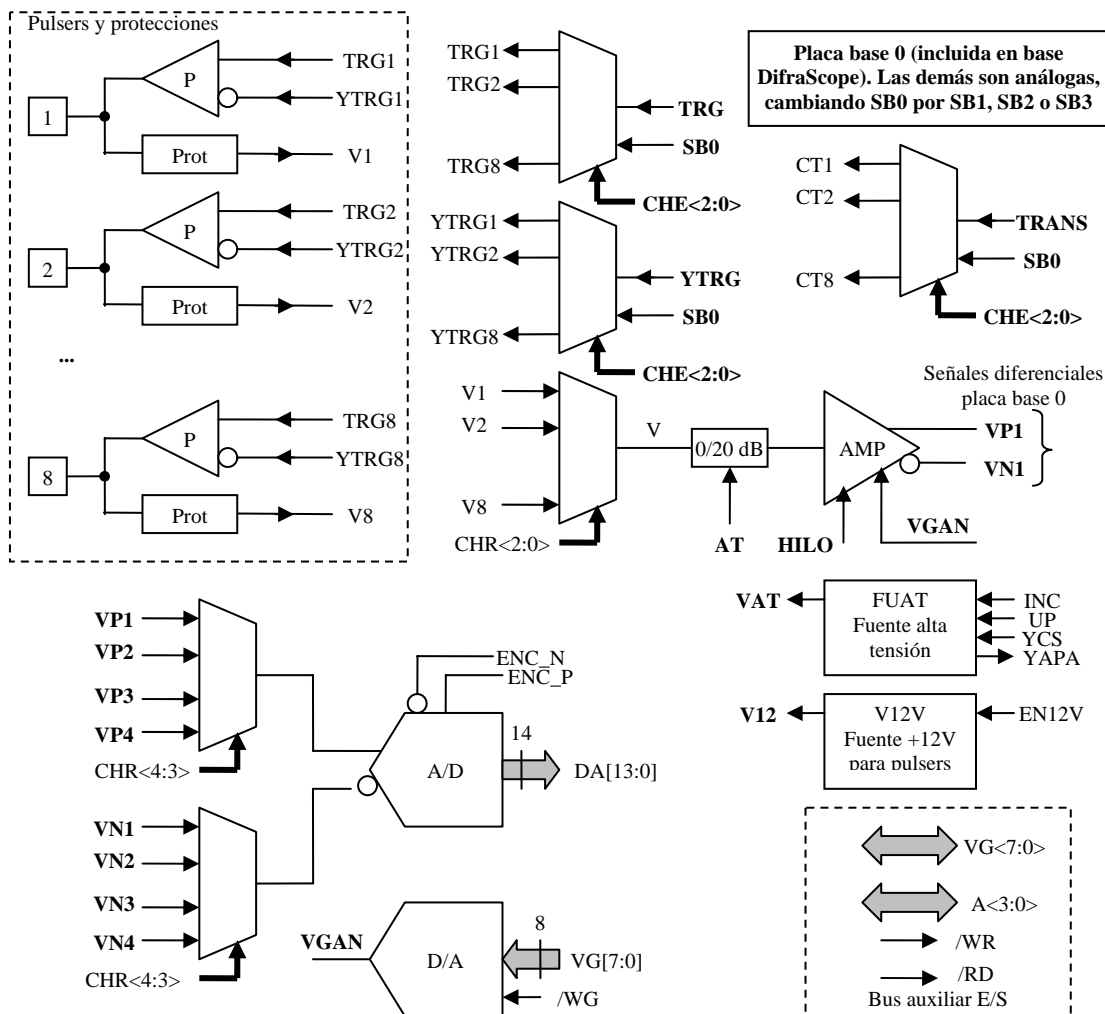 Pulsers y protecciones
P
TRG1
YTRG1
1
Prot
V1
P
TRG2
YTRG2
2
Prot
V2
...
P
TRG8
YTRG8
8
Prot
V8
TRG1
TRG2
TRG8
TRG
SB0
CHE<2:0>
YTRG1
YTRG2
YTRG8
YTRG
SB0
CHE<2:0>
Placa base 0 (incluida en base
DifraScope). Las demás son análogas,
cambiando SB0 por SB1, SB2 o SB3
CT1
CT2
CT8
TRANS
SB0
CHE<2:0>
V1
V2
V8
CHR<2:0>
V
0/20 dB
AT
AMP
HILO
VGAN
Señales diferenciales
placa base 0
VP1
VN1
VP1
VP2
VP3
VP4
CHR<4:3>
VN1
VN2
VN3
VN4
CHR<4:3>
ENC_N
ENC_P
A/D
14
DA[13:0]
VGAN
D/A
8
VG[7:0]
/WG
VAT
FUAT
Fuente alta
tensión
INC
UP
YCS
YAPA
V12
V12V
Fuente +12V
para pulsers
EN12V
VG<7:0>
A<3:0>
/WR
/RD
Bus auxiliar E/S